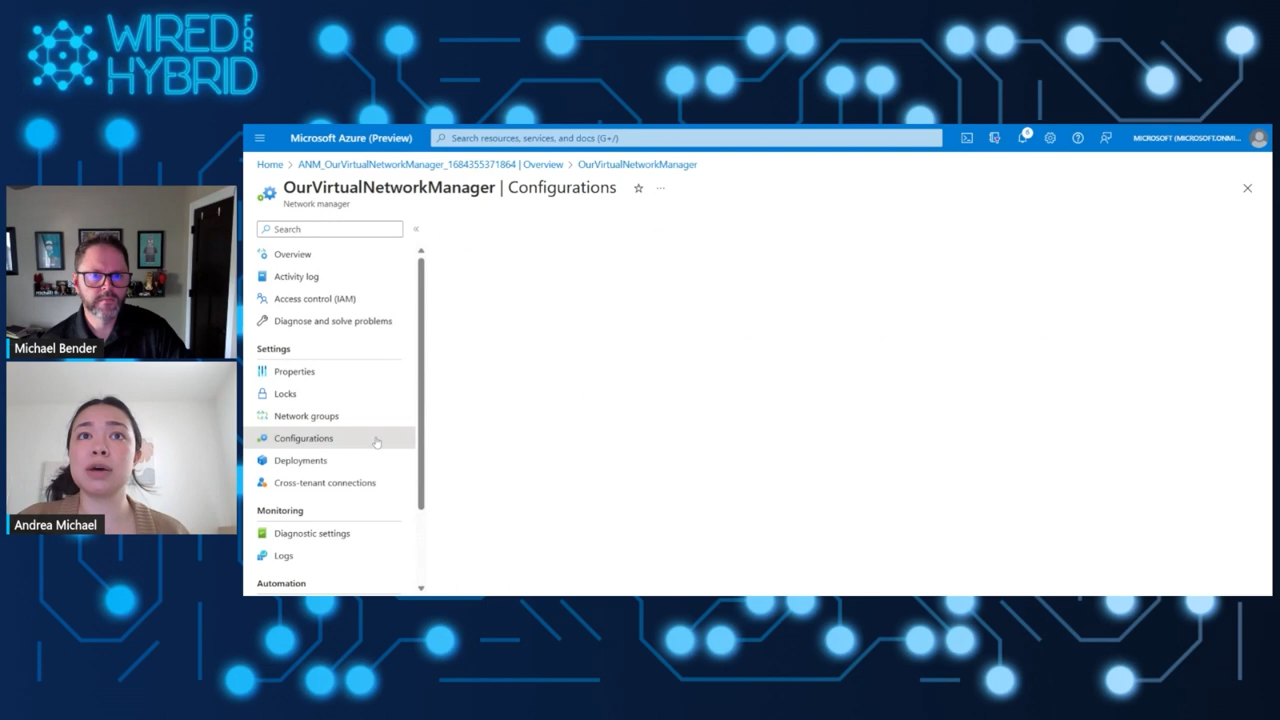 WIRED
FOR
HYBRID
Microsoft Azure (Preview)
Search resources, services, and docs (G+/)
6
MICROSOFT (MICROSOFT.ONMI...
Home > ANM_OurVirtualNetworkManager_1684355371864 | Overview > OurVirtualNetworkManager
OurVirtualNetworkManager | Configurations
Network manager
Search
Overview
Activity log
Access control (IAM)
Diagnose and solve problems
Settings
Properties
Locks
Network groups
Configurations
Deployments
Cross-tenant connections
Monitoring
Diagnostic settings
Logs
Automation
Michael Bender
Andrea Michael